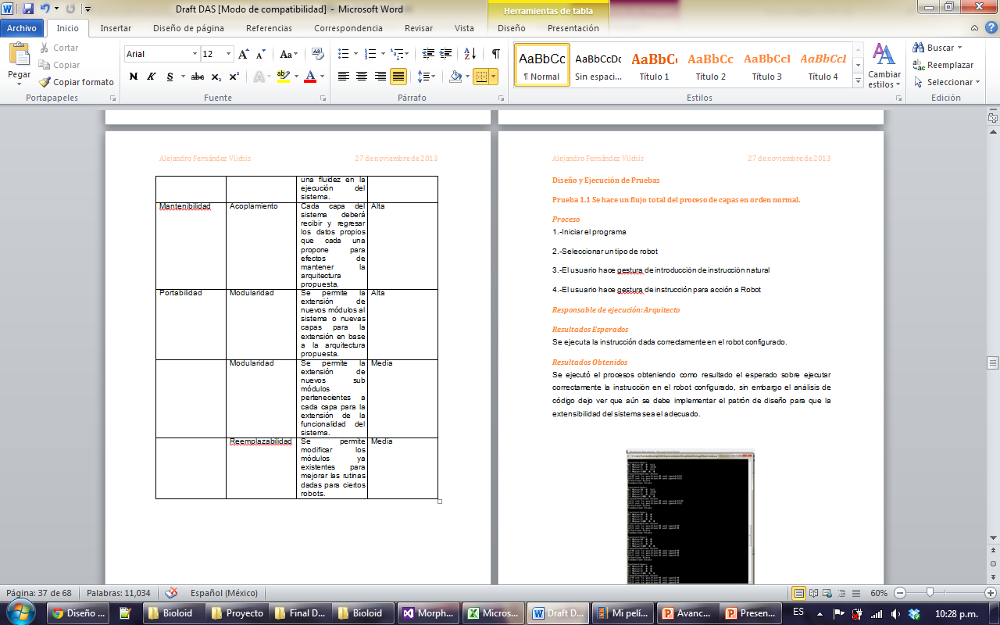 Draft DAS [Modo de compatibilidad] - Microsoft Word
Herramientas de tabla
Archivo Inicio Insertar Diseño de página Referencias Correspondencia Revisar Vista Diseño Presentación
Pegar
Cortar
Copiar
Copiar formato
Portapapeles
Arial 12
Fuente
Párrafo
AaBbCc AaBbCcDc AaBbCc AaBbCc AaBbCcI AaBbCcI
¶ Normal Sin espaci... Título 1 Título 2 Título 3 Título 4
Estilos
Cambiar
estilos
Buscar
Reemplazar
Seleccionar
Edición
Alejandro Fernández Vilchis 27 de noviembre de 2013
una fluidez en la
ejecución del
sistema.
Mantenibilidad Acoplamiento Cada capa del Alta
sistema deberá
recibir y regresar
los datos propios
que cada una
propone para
efectos de
mantener la
arquitectura
propuesta.
Portabilidad Modularidad Se permite la Alta
extensión de
nuevos módulos al
sistema o nuevas
capas para la
extensión en base
a la arquitectura
propuesta.
Modularidad Se permite la Media
extensión de
nuevos sub
módulos
pertenecientes a
cada capa para la
extensión de la
funcionalidad del
sistema.
Reemplazabilidad Se permite Media
modificar los
módulos ya
existentes para
mejorar las rutinas
dadas para ciertos
robots.
Alejandro Fernández Vilchis 27 de noviembre de 2013
Diseño y Ejecución de Pruebas
Prueba 1.1 Se hace un flujo total del proceso de capas en orden normal.
Proceso
1.-Iniciar el programa
2.-Seleccionar un tipo de robot
3.-El usuario hace gestura de introducción de instrucción natural
4.-El usuario hace gestura de instrucción para acción a Robot
Responsable de ejecución: Arquitecto
Resultados Esperados
Se ejecuta la instrucción dada correctamente en el robot configurado.
Resultados Obtenidos
Se ejecutó el procesos obteniendo como resultado el esperado sobre ejecutar
correctamente la instrucción en el robot configurado, sin embargo el análisis de
código dejo ver que aún se debe implementar el patrón de diseño para que la
extensibilidad del sistema sea el adecuado.
Página: 37 de 68 Palabras: 11,034 Español (México) 60%
Diseño ... Bioloid Proyecto Final D... Bioloid Morph... Micros... Draft D... Mi pelí... Avanc... Presen... ES 10:28 p.m.